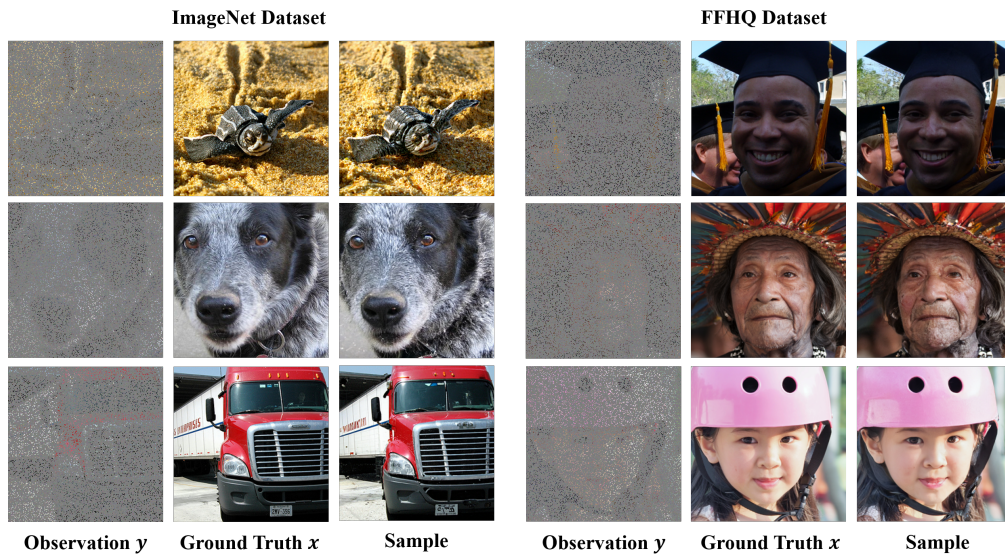 ImageNet Dataset
FFHQ Dataset
Observation y
Ground Truth x
Sample
Observation y
Ground Truth x
Sample